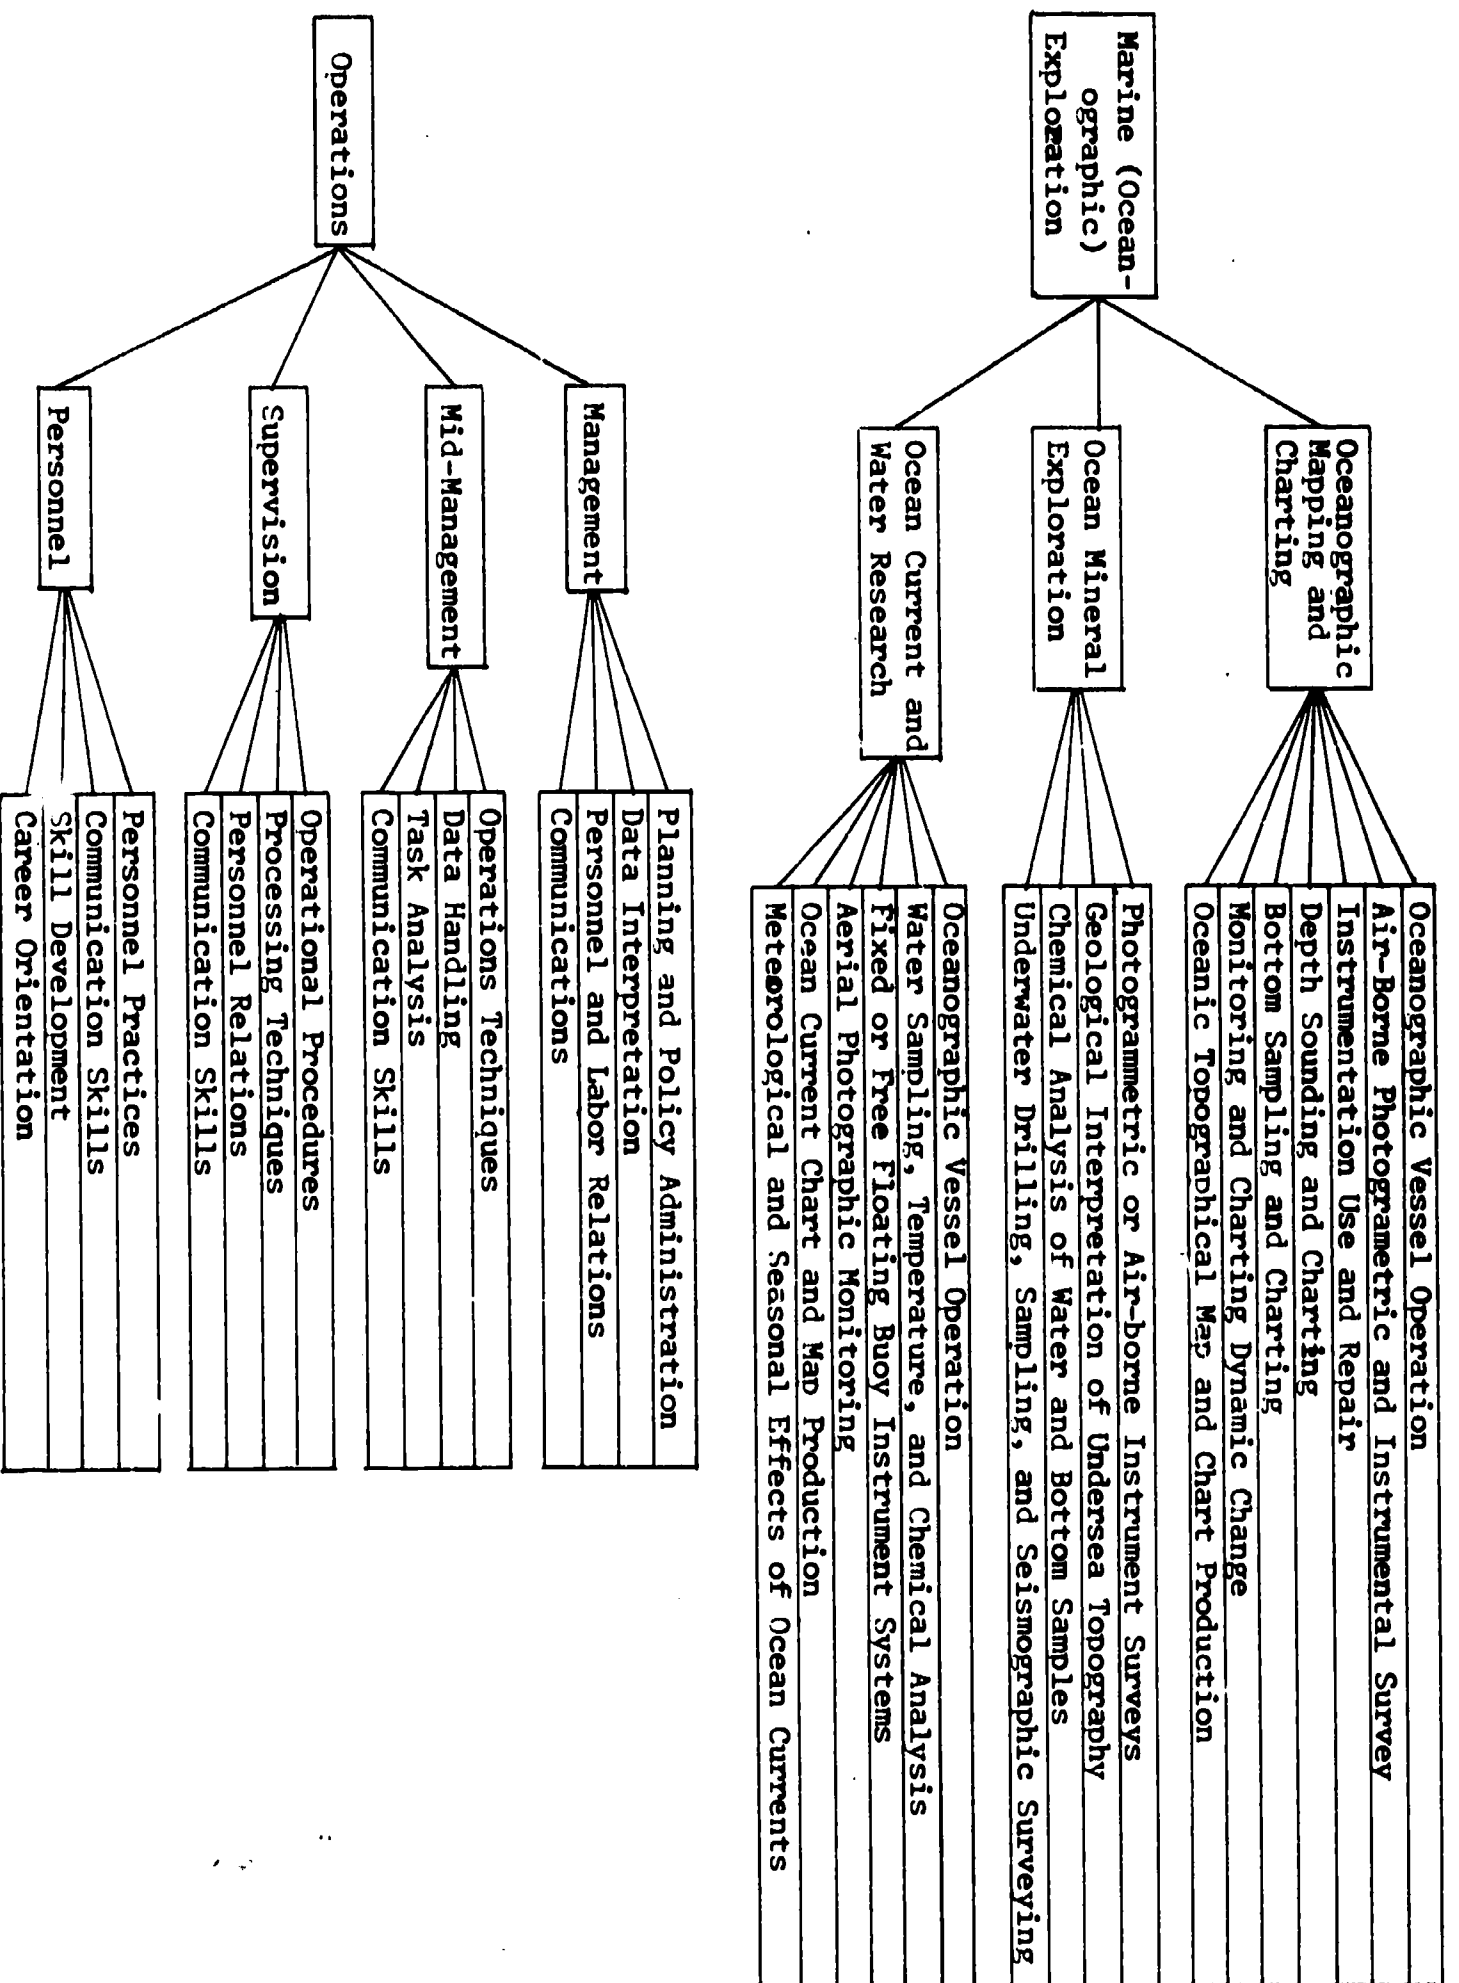 Marine (Ocean-
ographic)
Exploration
Oceanographic
Mapping and
Charting
Oceanographic Vessel Operation
Air-Borne Photogrametric and Instrumental Survey
Instrumentation Use and Repair
Depth Sounding and Charting
Bottom Sampling and Charting
Monitoring and Charting Dynamic Change
Oceanic Topographical Map and Chart Production
Ocean Mineral
Exploration
Photogrammetric or Air-borne Instrument Surveys
Geological Interpretation of Undersea Topography
Chemical Analysis of Water and Bottom Samples
Underwater Drilling, Sampling, and Seismographic Surveying
Ocean Current and
Water Research
Oceanographic Vessel Operation
Water Sampling, Temperature, and Chemical Analysis
Fixed or Free Floating Buoy Instrument Systems
Aerial Photographic Monitoring
Ocean Current Chart and Map Production
Meteorological and Seasonal Effects of Ocean Currents
Operations
Management
Planning and Policy Administration
Data Interpretation
Personnel and Labor Relations
Communications
Mid-Management
Operations Techniques
Data Handling
Task Analysis
Communication Skills
Supervision
Operational Procedures
Processing Techniques
Personnel Relations
Communication Skills
Personnel
Personnel Practices
Communication Skills
Skill Development
Career Orientation